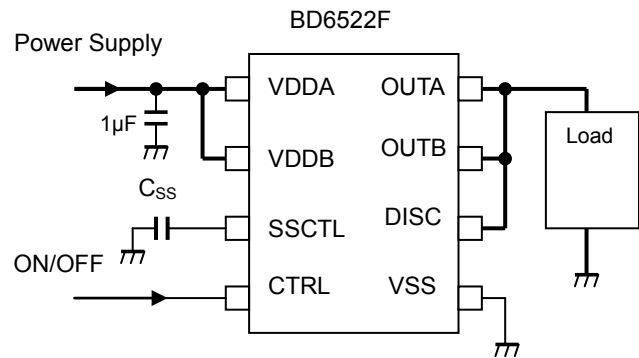 BD6522F
Power Supply
VDDA
OUTA
1µF
Load
VDDB
OUTB
CSS
SSCTL
DISC
ON/OFF
CTRL
VSS